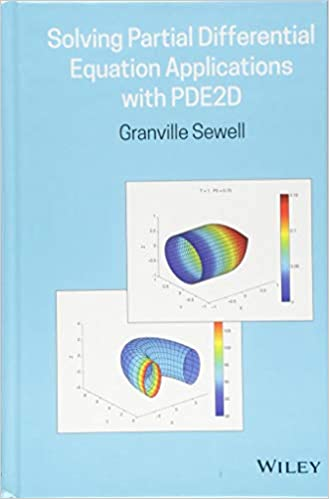 Solving Partial Differential
Equation Applications
with PDE2D
Granville Sewell
WILEY